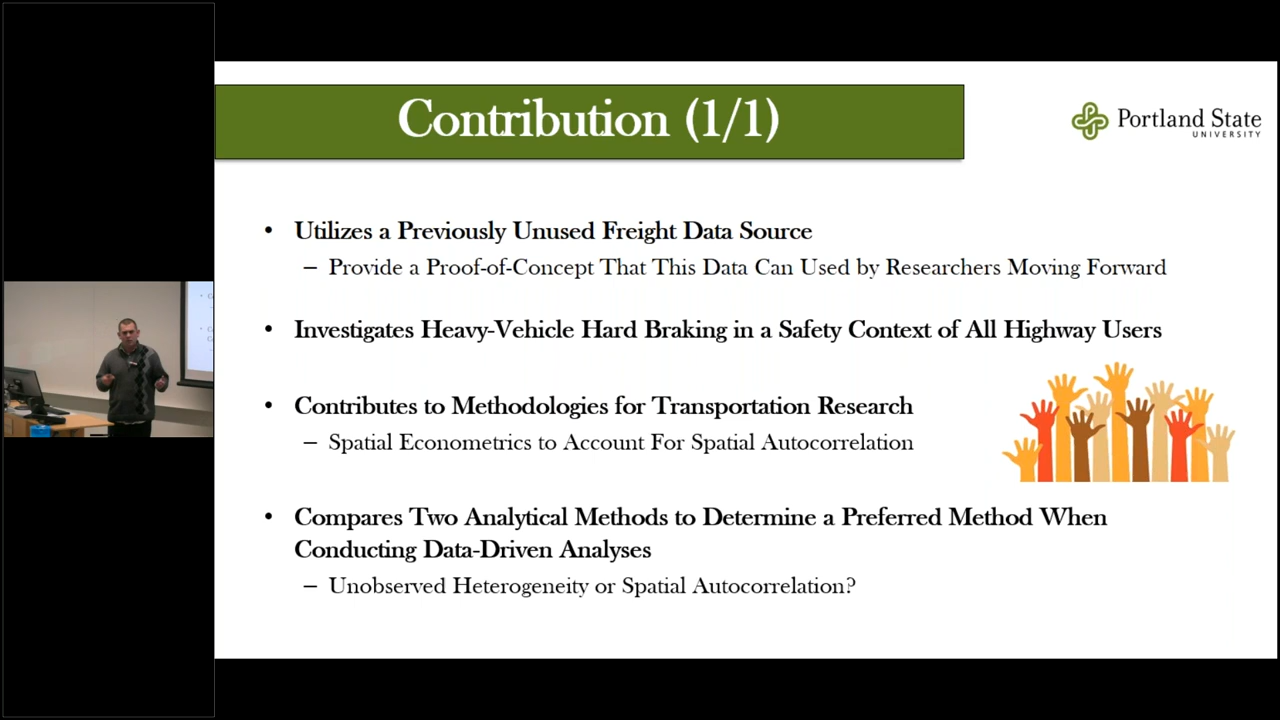 Contribution (1/1)
Portland State
UNIVERSITY
• Utilizes a Previously Unused Freight Data Source
– Provide a Proof-of-Concept That This Data Can Used by Researchers Moving Forward
• Investigates Heavy-Vehicle Hard Braking in a Safety Context of All Highway Users
• Contributes to Methodologies for Transportation Research
– Spatial Econometrics to Account For Spatial Autocorrelation
• Compares Two Analytical Methods to Determine a Preferred Method When
Conducting Data-Driven Analyses
– Unobserved Heterogeneity or Spatial Autocorrelation?